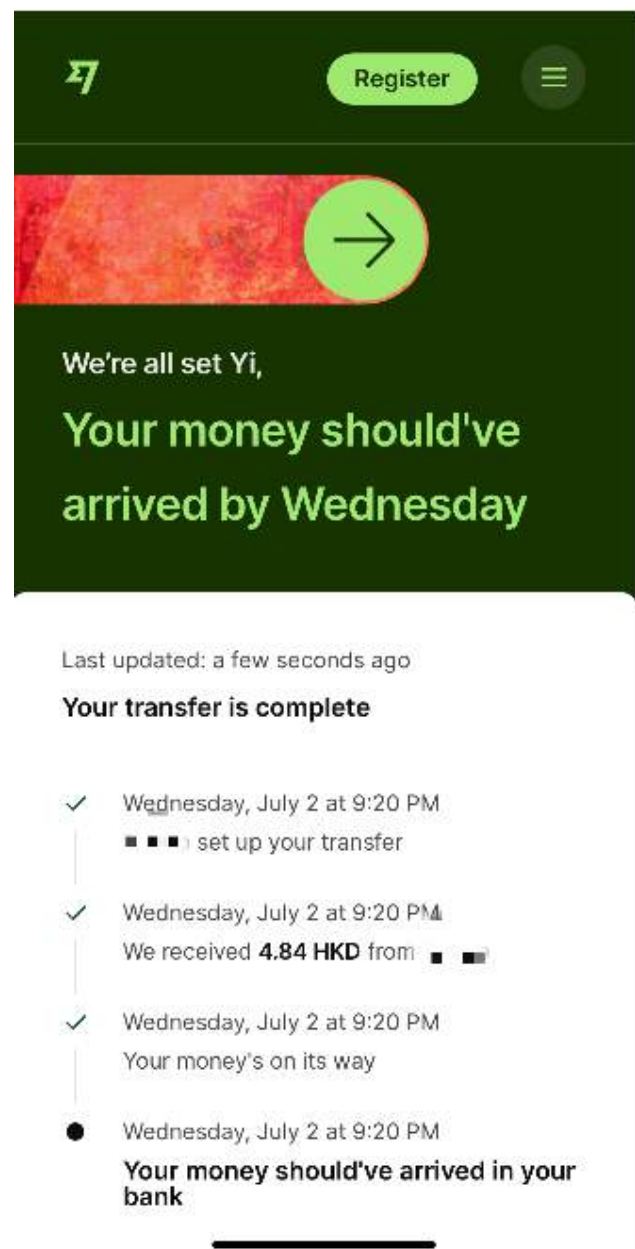 Register
We're all set Yi,
Your money should've
arrived by Wednesday
Last updated: a few seconds ago
Your transfer is complete
Wednesday, July 2 at 9:20 PM
set up your transfer
Wednesday, July 2 at 9:20 PM
We received 4.84 HKD from
Wednesday, July 2 at 9:20 PM
Your money's on its way
Wednesday, July 2 at 9:20 PM
Your money should've arrived in your
bank